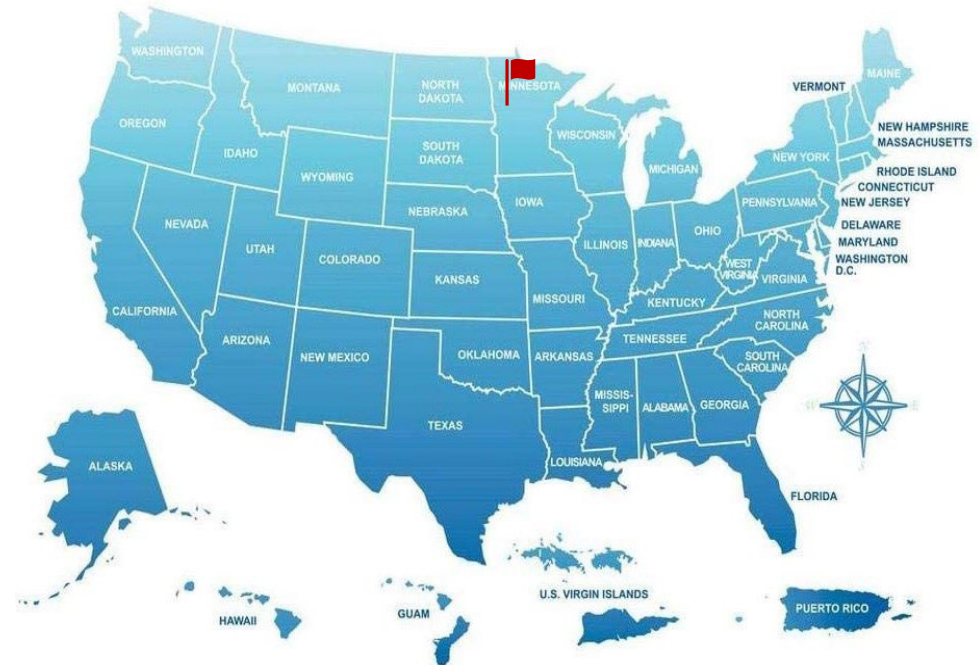 WASHINGTON
MONTANA
NORTH
DAKOTA
MINNESOTA
MAINE
VERMONT
OREGON
IDAHO
SOUTH
DAKOTA
WISCONSIN
MICHIGAN
NEW YORK
NEW HAMPSHIRE
MASSACHUSETTS
RHODE ISLAND
CONNECTICUT
NEW JERSEY
WYOMING
IOWA
PENNSYLVANIA
NEVADA
NEBRASKA
UTAH
COLORADO
ILLINOIS
INDIANA
OHIO
DELAWARE
MARYLAND
WASHINGTON
D.C.
WEST
VIRGINIA
VIRGINIA
CALIFORNIA
KANSAS
MISSOURI
KENTUCKY
NORTH
CAROLINA
ARIZONA
NEW MEXICO
OKLAHOMA
ARKANSAS
TENNESSEE
SOUTH
CAROLINA
TEXAS
MISSIS-
SIPPI
ALABAMA
GEORGIA
LOUISIANA
FLORIDA
N
W
E
S
ALASKA
HAWAII
GUAM
U.S. VIRGIN ISLANDS
PUERTO RICO